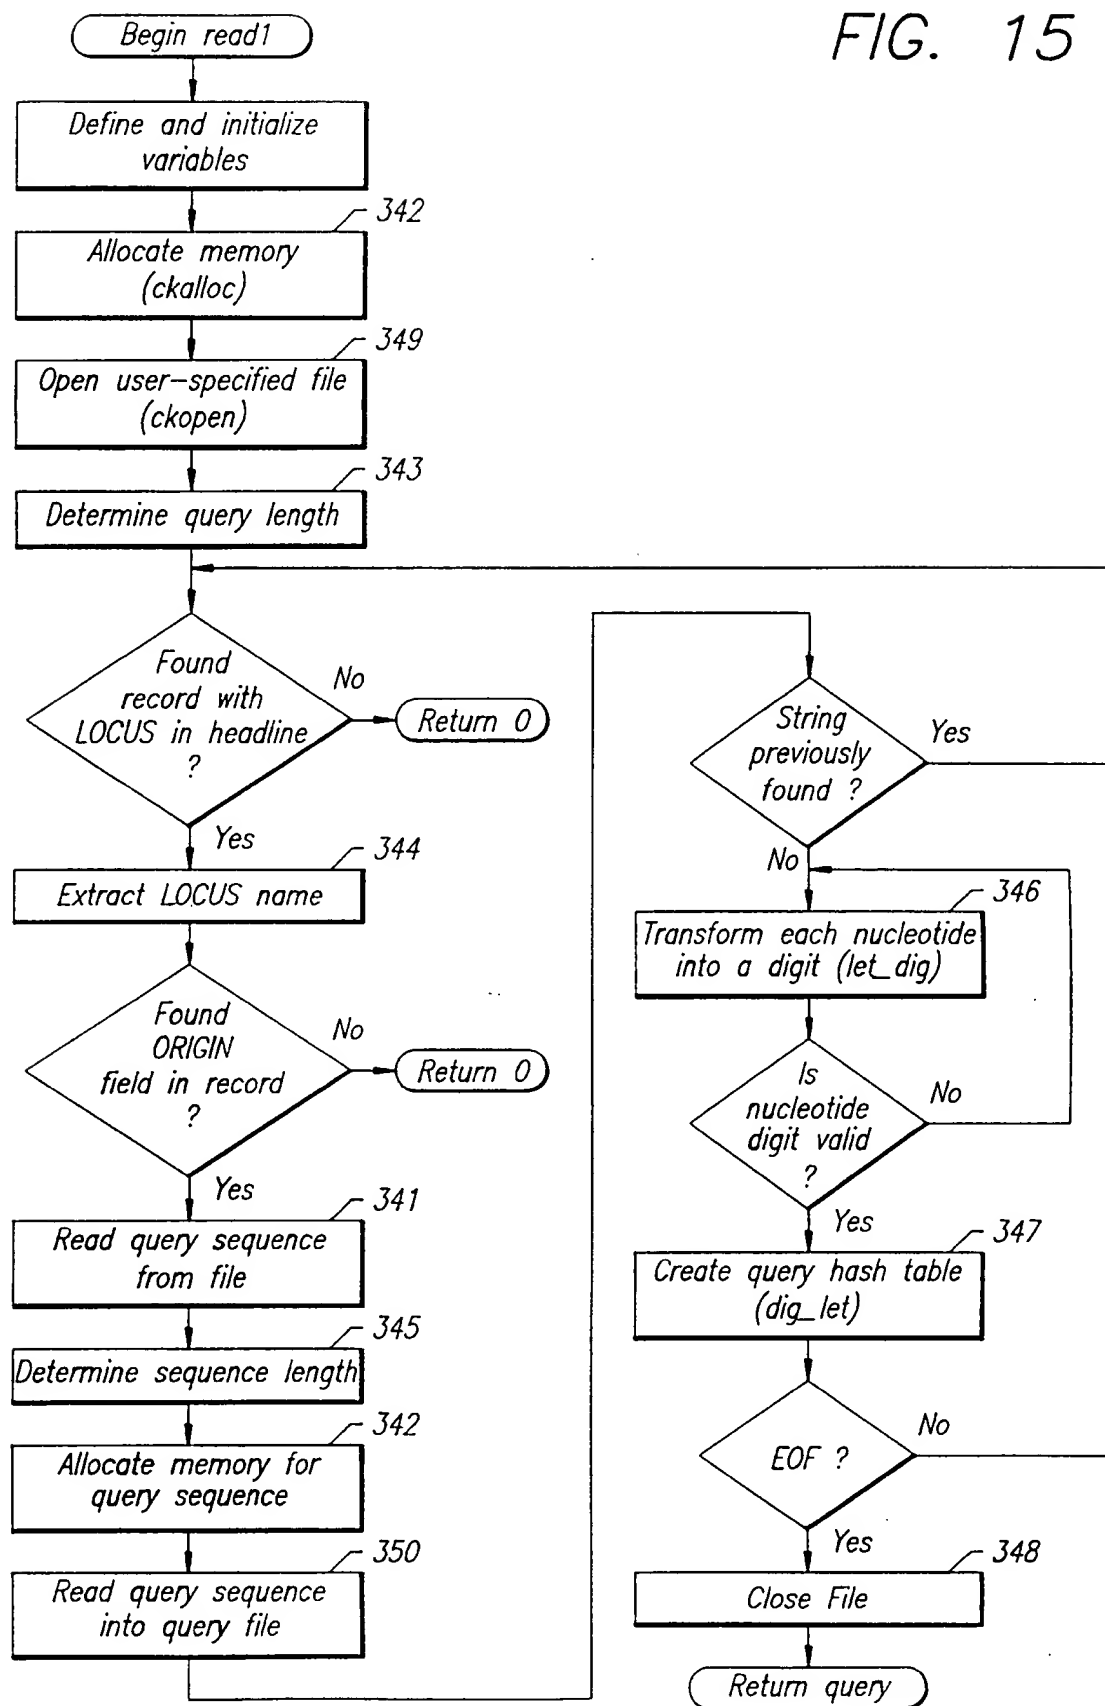 FIG. 15
Begin read1
Define and initialize
variables
342
Allocate memory
(ckalloc)
349
Open user-specified file
(ckopen)
343
Determine query length
Found
record with
LOCUS in headline
?
No
Return 0
Yes
344
Extract LOCUS name
Found
ORIGIN
field in record
?
No
Return 0
Yes
341
Read query sequence
from file
345
Determine sequence length
342
Allocate memory for
query sequence
350
Read query sequence
into query file
String
previously
found ?
Yes
No
346
Transform each nucleotide
into a digit (let_dig)
Is
nucleotide
digit valid
?
No
Yes
347
Create query hash table
(dig_let)
EOF ?
No
Yes
348
Close File
Return query